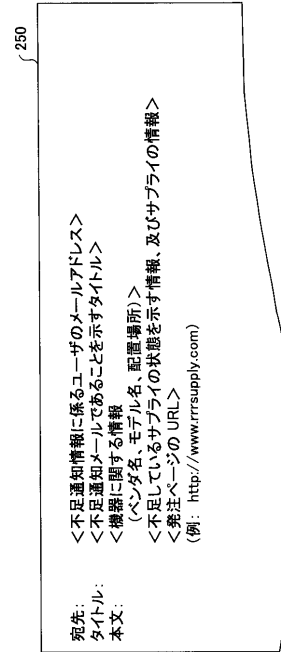 250
宛先: <不足通知情報に係るユーザのメールアドレス>
タイトル: <不足通知メールであることを示すタイトル>
本文: <機器に関する情報
(ベンダ名、モデル名、配置場所)>
<不足しているサプライの状態を示す情報、及びサプライの情報>
<発注ページの URL>
(例: http://www.rrrsupply.com)